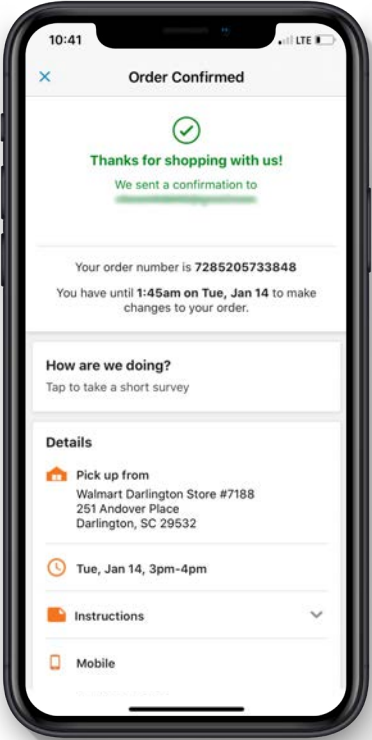 10:41
LTE
Order Confirmed
Thanks for shopping with us!
We sent a confirmation to
Your order number is 7285205733848
You have until 1:45am on Tue, Jan 14 to make
changes to your order.
How are we doing?
Tap to take a short survey
Details
Pick up from
Walmart Darlington Store #7188
251 Andover Place
Darlington, SC 29532
Tue, Jan 14, 3pm-4pm
Instructions
Mobile